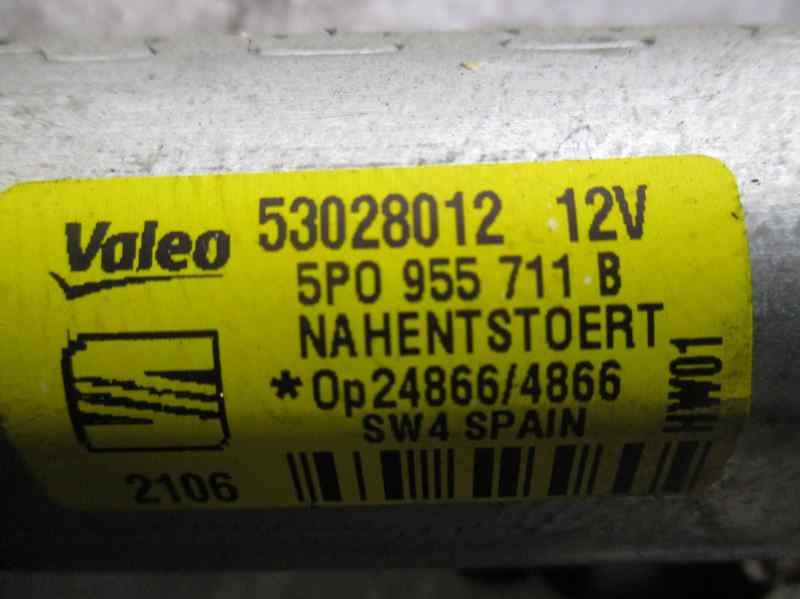 Valeo 53028012 12V
5P0 955 711 B
NAHENTSTOERT
*Op24866/4866
SW4 SPAIN
2106
HW01